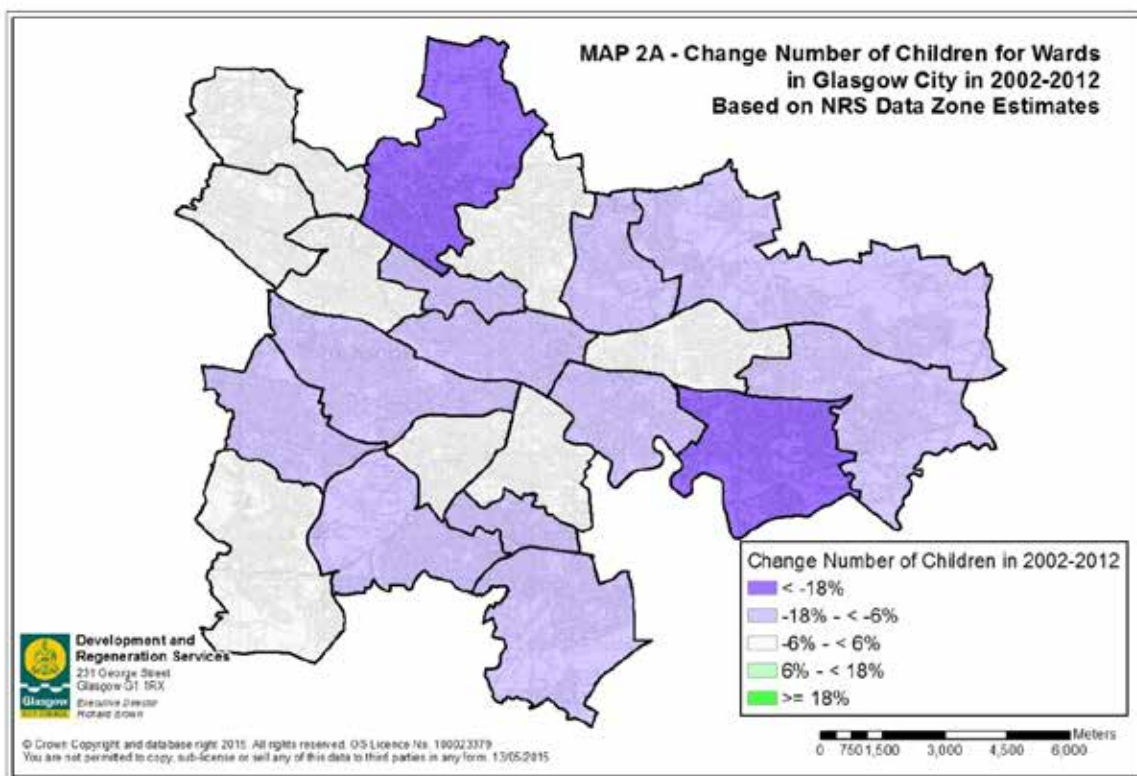 MAP 2A - Change Number of Children for Wards
in Glasgow City in 2002-2012
Based on NRS Data Zone Estimates
Change Number of Children in 2002-2012
< -18%
-18% - < -6%
-6% - < 6%
6% - < 18%
>= 18%
Development and
Regeneration Services
231 George Street
Glasgow G1 1RX
Executive Director
Richard Brown
Glasgow
CITY COUNCIL
© Crown Copyright and database right 2015. All rights reserved. OS Licence No. 100023379
You are not permitted to copy, sub-license or sell any of this data to third parties in any form. 13/05/2015
0 750 1,500 3,000 4,500 6,000 Meters